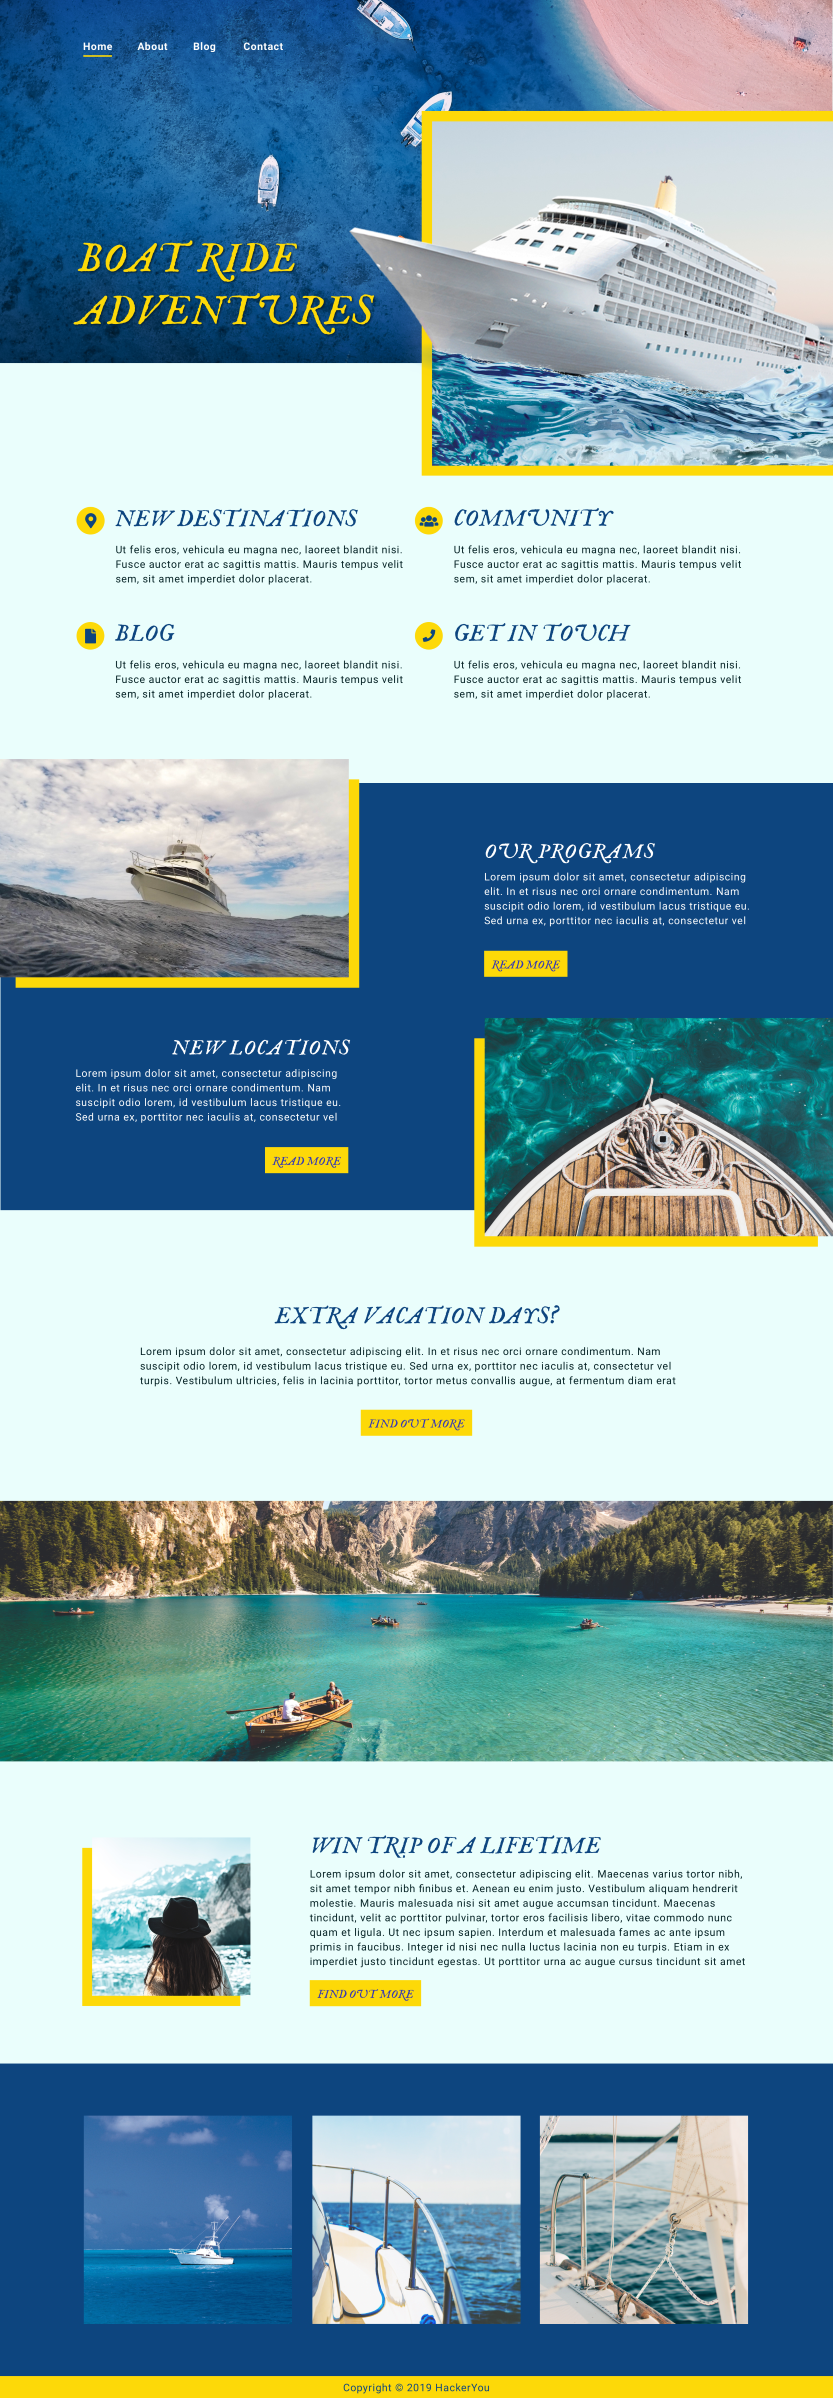 Home About Blog Contact
BOAT RIDE
ADVENTURES
NEW DESTINATIONS
Ut felis eros, vehicula eu magna nec, laoreet blandit nisi.
Fusce auctor erat ac sagittis mattis. Mauris tempus velit
sem, sit amet imperdiet dolor placerat.
COMMUNITY
Ut felis eros, vehicula eu magna nec, laoreet blandit nisi.
Fusce auctor erat ac sagittis mattis. Mauris tempus velit
sem, sit amet imperdiet dolor placerat.
BLOG
Ut felis eros, vehicula eu magna nec, laoreet blandit nisi.
Fusce auctor erat ac sagittis mattis. Mauris tempus velit
sem, sit amet imperdiet dolor placerat.
GET IN TOUCH
Ut felis eros, vehicula eu magna nec, laoreet blandit nisi.
Fusce auctor erat ac sagittis mattis. Mauris tempus velit
sem, sit amet imperdiet dolor placerat.
OUR PROGRAMS
Lorem ipsum dolor sit amet, consectetur adipiscing
elit. In et risus nec orci ornare condimentum. Nam
suscipit odio lorem, id vestibulum lacus tristique eu.
Sed urna ex, porttitor nec iaculis at, consectetur vel
READ MORE
NEW LOCATIONS
Lorem ipsum dolor sit amet, consectetur adipiscing
elit. In et risus nec orci ornare condimentum. Nam
suscipit odio lorem, id vestibulum lacus tristique eu.
Sed urna ex, porttitor nec iaculis at, consectetur vel
READ MORE
EXTRA VACATION DAYS?
Lorem ipsum dolor sit amet, consectetur adipiscing elit. In et risus nec orci ornare condimentum. Nam
suscipit odio lorem, id vestibulum lacus tristique eu. Sed urna ex, porttitor nec iaculis at, consectetur vel
turpis. Vestibulum ultricies, felis in lacinia porttitor, tortor metus convallis augue, at fermentum diam erat
FIND OUT MORE
WIN TRIP OF A LIFETIME
Lorem ipsum dolor sit amet, consectetur adipiscing elit. Maecenas varius tortor nibh,
sit amet tempor nibh finibus et. Aenean eu enim justo. Vestibulum aliquam hendrerit
molestie. Mauris malesuada nisi sit amet augue accumsan tincidunt. Maecenas
tincidunt, velit ac porttitor pulvinar, tortor eros facilisis libero, vitae commodo nunc
quam et ligula. Ut nec ipsum sapien. Interdum et malesuada fames ac ante ipsum
primis in faucibus. Integer id nisi nec nulla luctus lacinia non eu turpis. Etiam in ex
imperdiet justo tincidunt egestas. Ut porttitor urna ac augue cursus tincidunt sit amet
FIND OUT MORE
Copyright © 2019 HackerYou